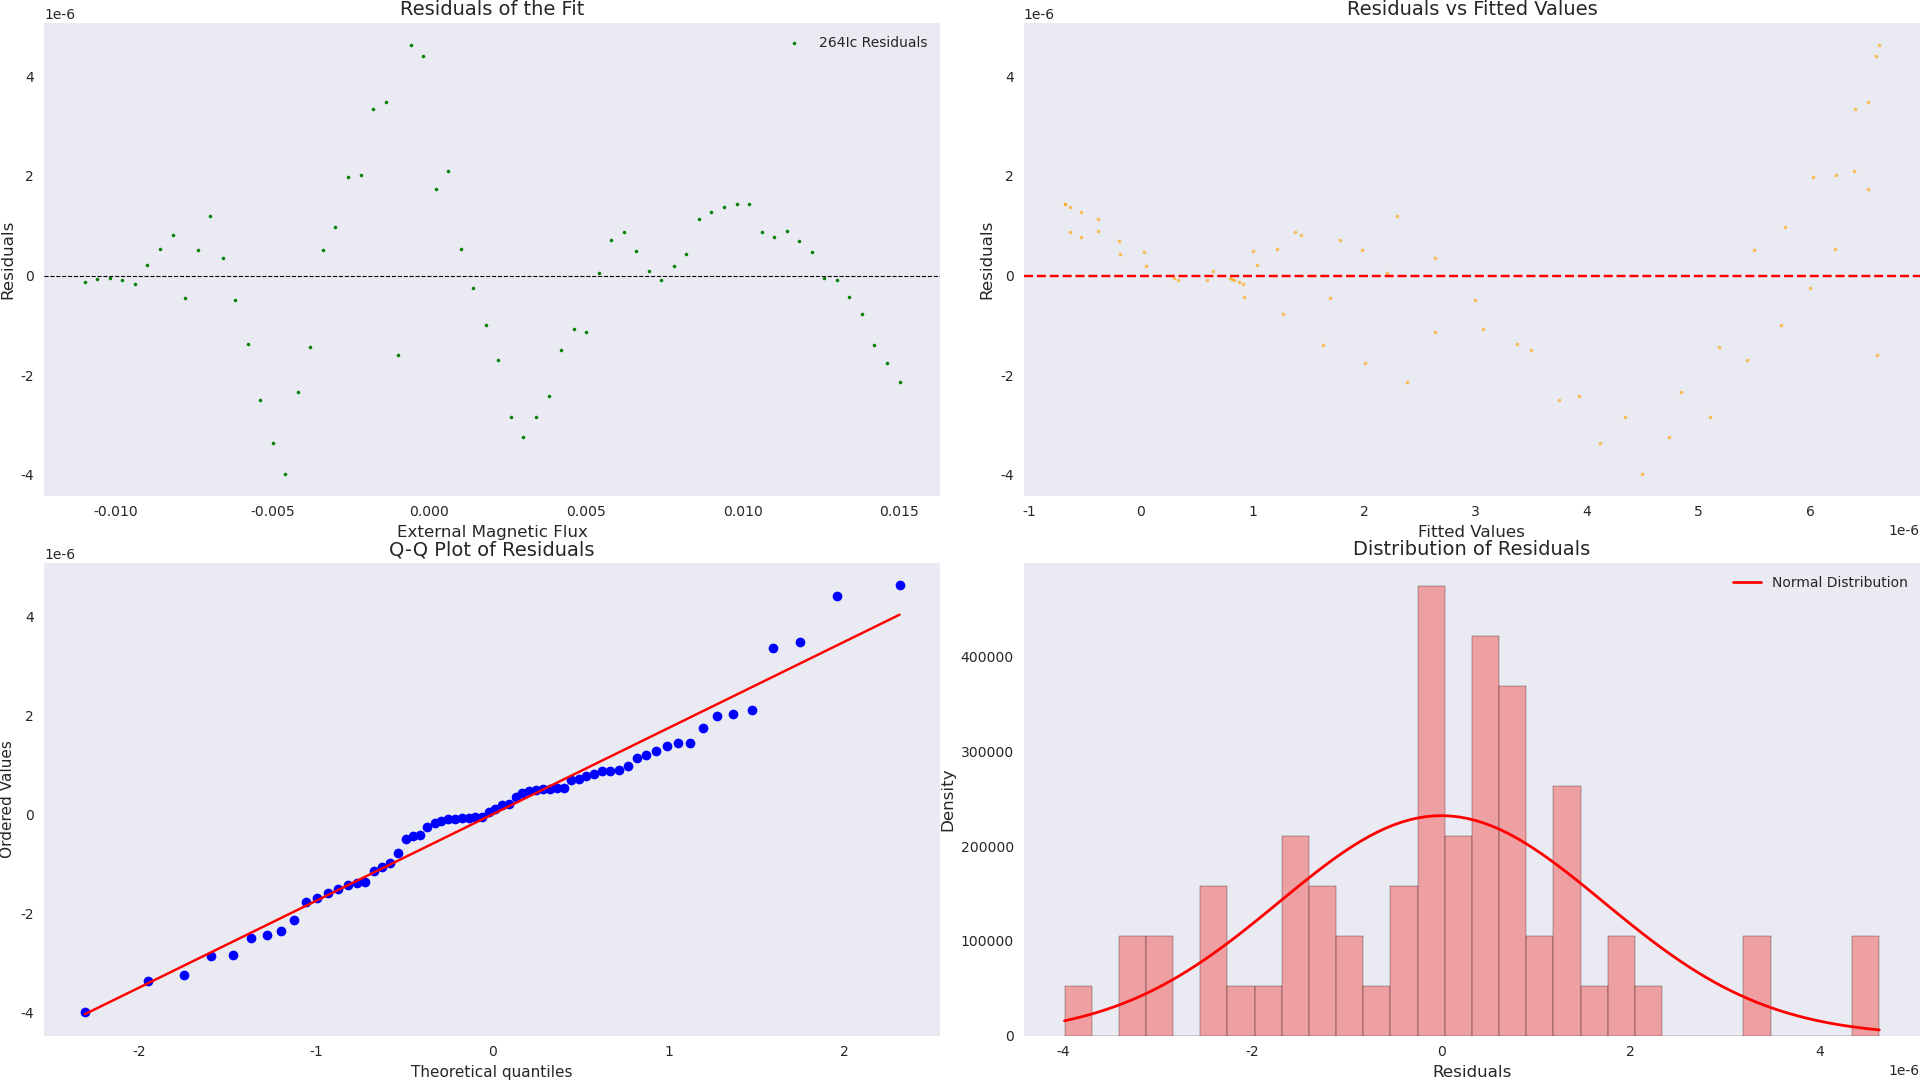 Residuals of the Fit
1e-6
264Ic Residuals
4
2
0
-2
-4
Residuals
-0.010
-0.005
0.000
0.005
0.010
0.015
External Magnetic Flux
Residuals vs Fitted Values
1e-6
4
2
0
-2
-4
Residuals
-1
0
1
2
3
4
5
6
1e-6
Fitted Values
Q-Q Plot of Residuals
1e-6
4
2
0
-2
-4
Ordered Values
-2
-1
0
1
2
Theoretical quantiles
Distribution of Residuals
Normal Distribution
400000
300000
200000
100000
0
Density
-4
-2
0
2
4
1e-6
Residuals